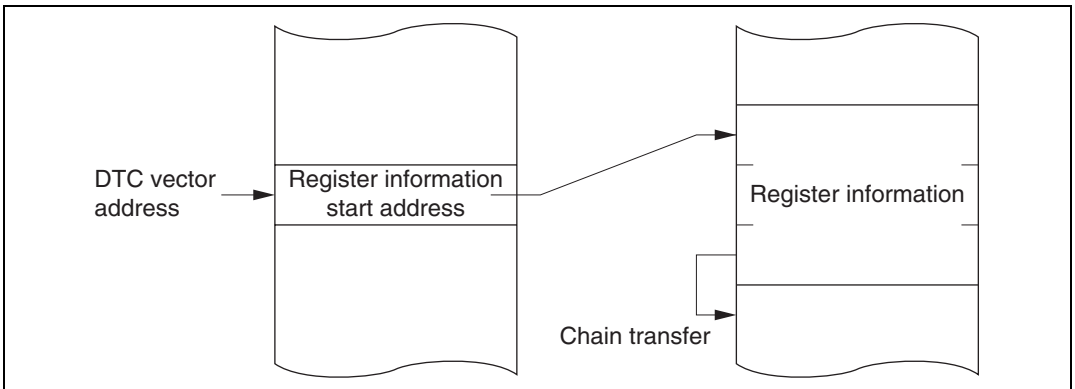 DTC vector
address
Register information
start address
Register information
Chain transfer